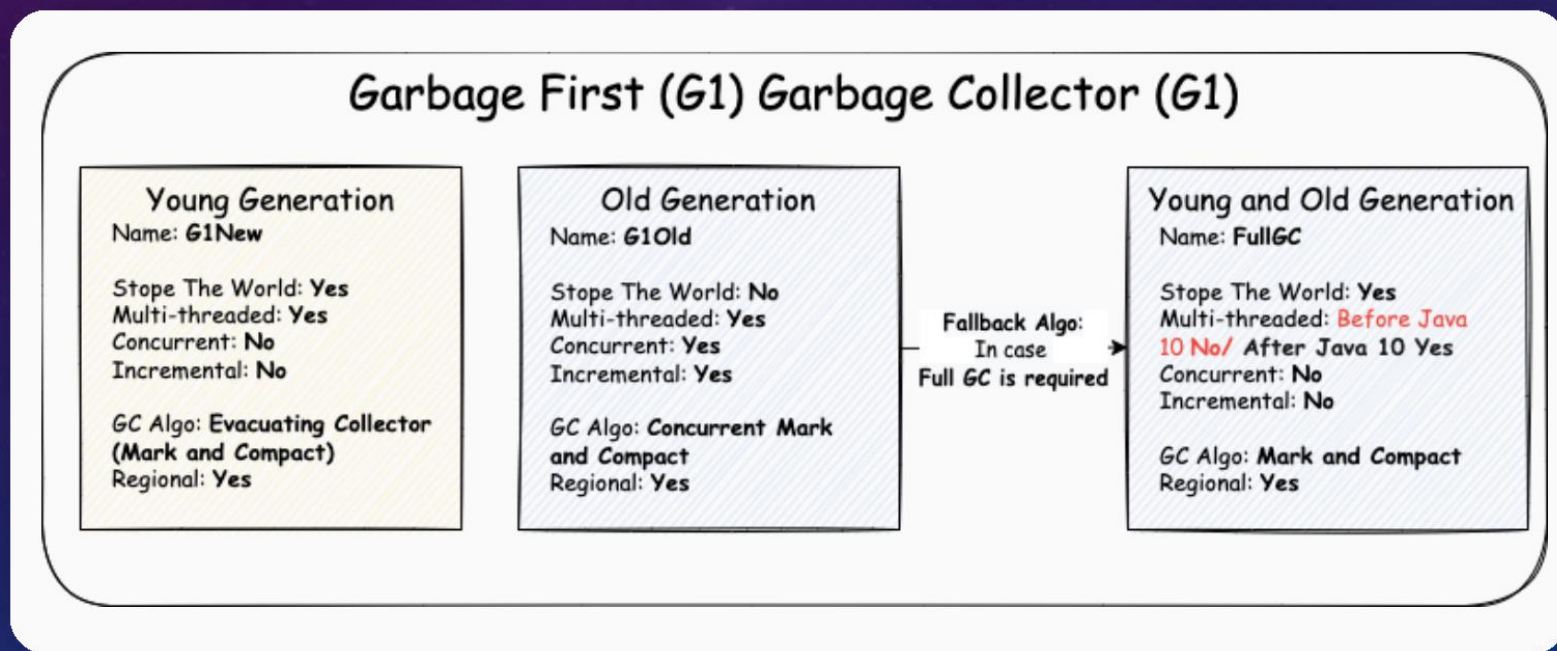 Garbage First (G1) Garbage Collector (G1)
Young Generation
Name: G1New
Stope The World: Yes
Multi-threaded: Yes
Concurrent: No
Incremental: No
GC Algo: Evacuating Collector
(Mark and Compact)
Regional: Yes
Old Generation
Name: G1Old
Stope The World: No
Multi-threaded: Yes
Concurrent: Yes
Incremental: Yes
GC Algo: Concurrent Mark
and Compact
Regional: Yes
Fallback Algo:
In case
Full GC is required
Young and Old Generation
Name: FullGC
Stope The World: Yes
Multi-threaded: Before Java
10 No/ After Java 10 Yes
Concurrent: No
Incremental: No
GC Algo: Mark and Compact
Regional: Yes